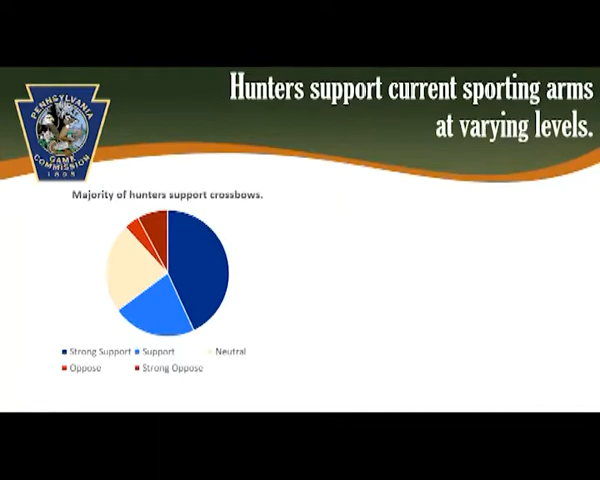 Hunters support current sporting arms
at varying levels.
PENNSYLVANIA
GAME
COMMISSION
1895
Majority of hunters support crossbows.
Strong Support Support Neutral
Oppose Strong Oppose